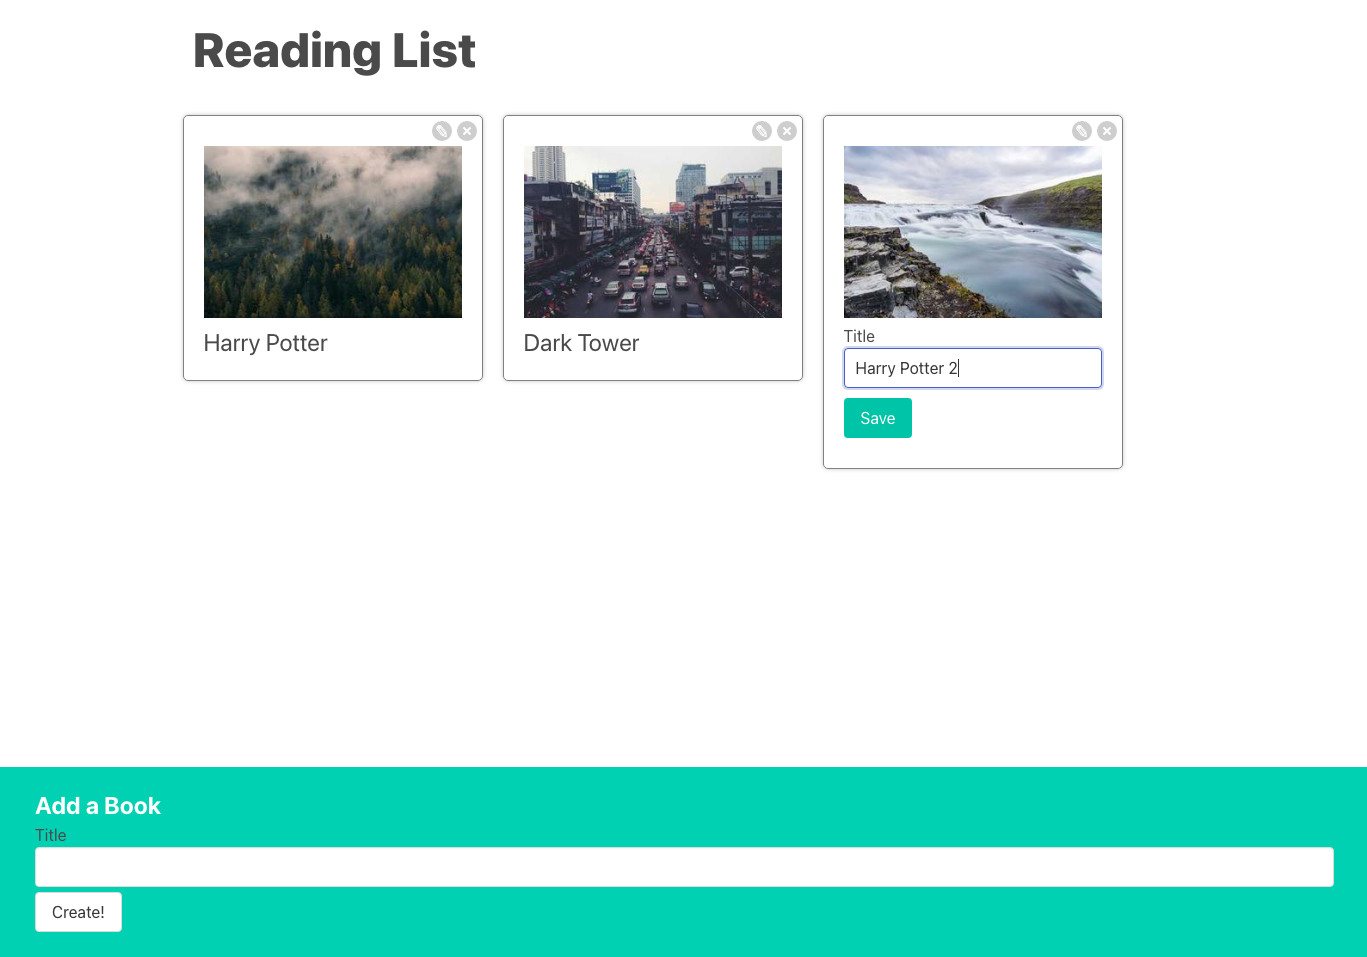 Reading List
Harry Potter
Dark Tower
Title
Harry Potter 2
Save
Add a Book
Title
Create!